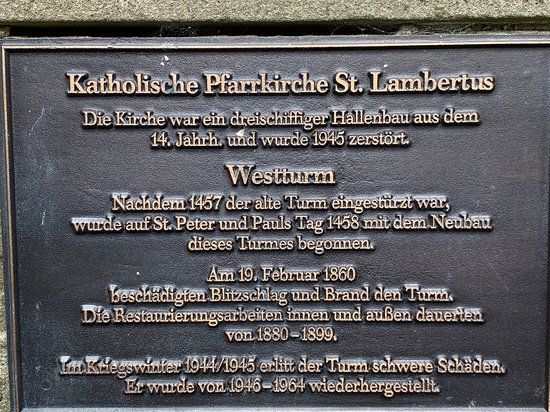 Katholische Pfarrkirche St. Lambertus
Die Kirche war ein dreischiffiger Hallenbau aus dem
14. Jahrh. und wurde 1945 zerstört.
Westturm
Nachdem 1457 der alte Turm eingestürzt war,
wurde auf St. Peter und Pauls Tag 1458 mit dem Neubau
dieses Turmes begonnen.
Am 19. Februar 1860
beschädigten Blitzschlag und Brand den Turm.
Die Restaurierungsarbeiten innen und außen dauerten
von 1880-1899.
Im Kriegswinter 1944/1945 erlitt der Turm schwere Schäden.
Er wurde von 1946-1964 wiederhergestellt.